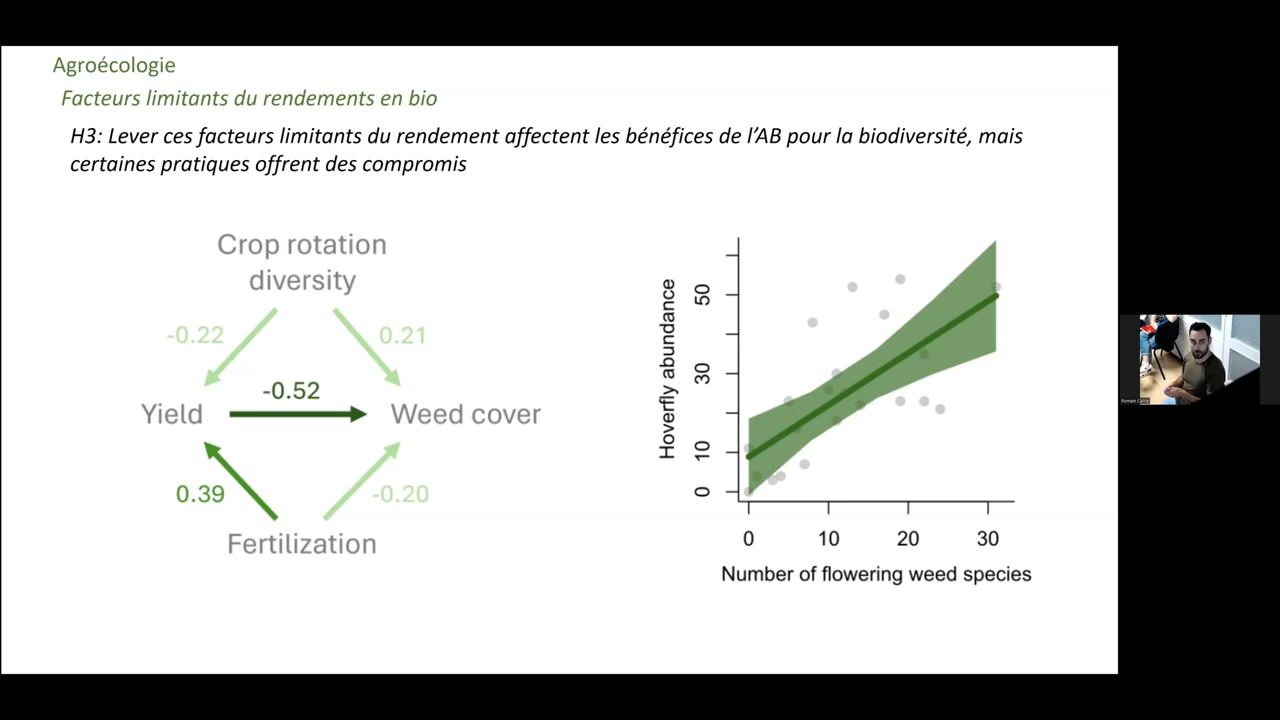 Agroécologie
Facteurs limitants du rendements en bio
H3: Lever ces facteurs limitants du rendement affectent les bénéfices de l'AB pour la biodiversité, mais
certaines pratiques offrent des compromis
Crop rotation
diversity
-0.22
0.21
-0.52
Yield
Weed cover
0.39
-0.20
Fertilization
Hoverfly abundance
50
30
10
0
0 10 20 30
Number of flowering weed species